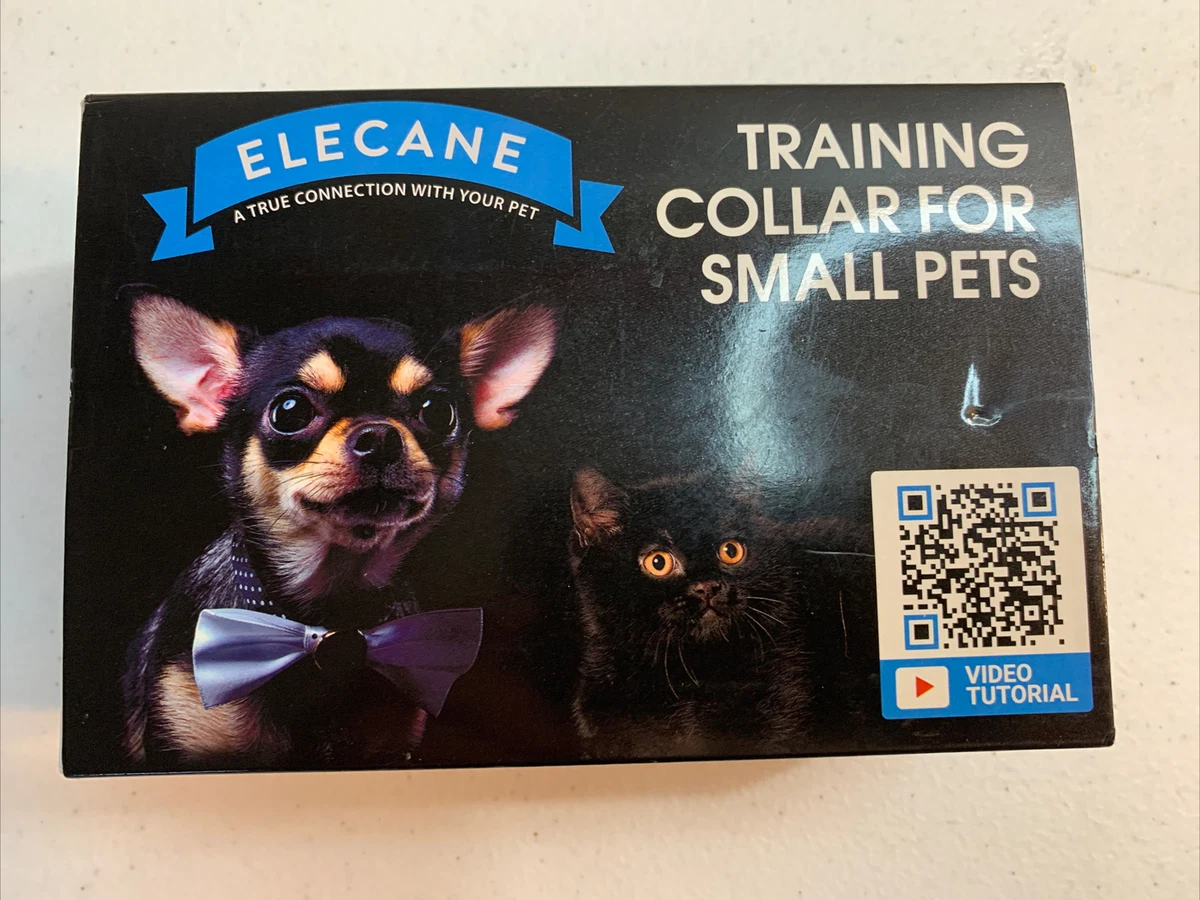 ELECANE
A TRUE CONNECTION WITH YOUR PET
TRAINING
COLLAR FOR
SMALL PETS
VIDEO
TUTORIAL